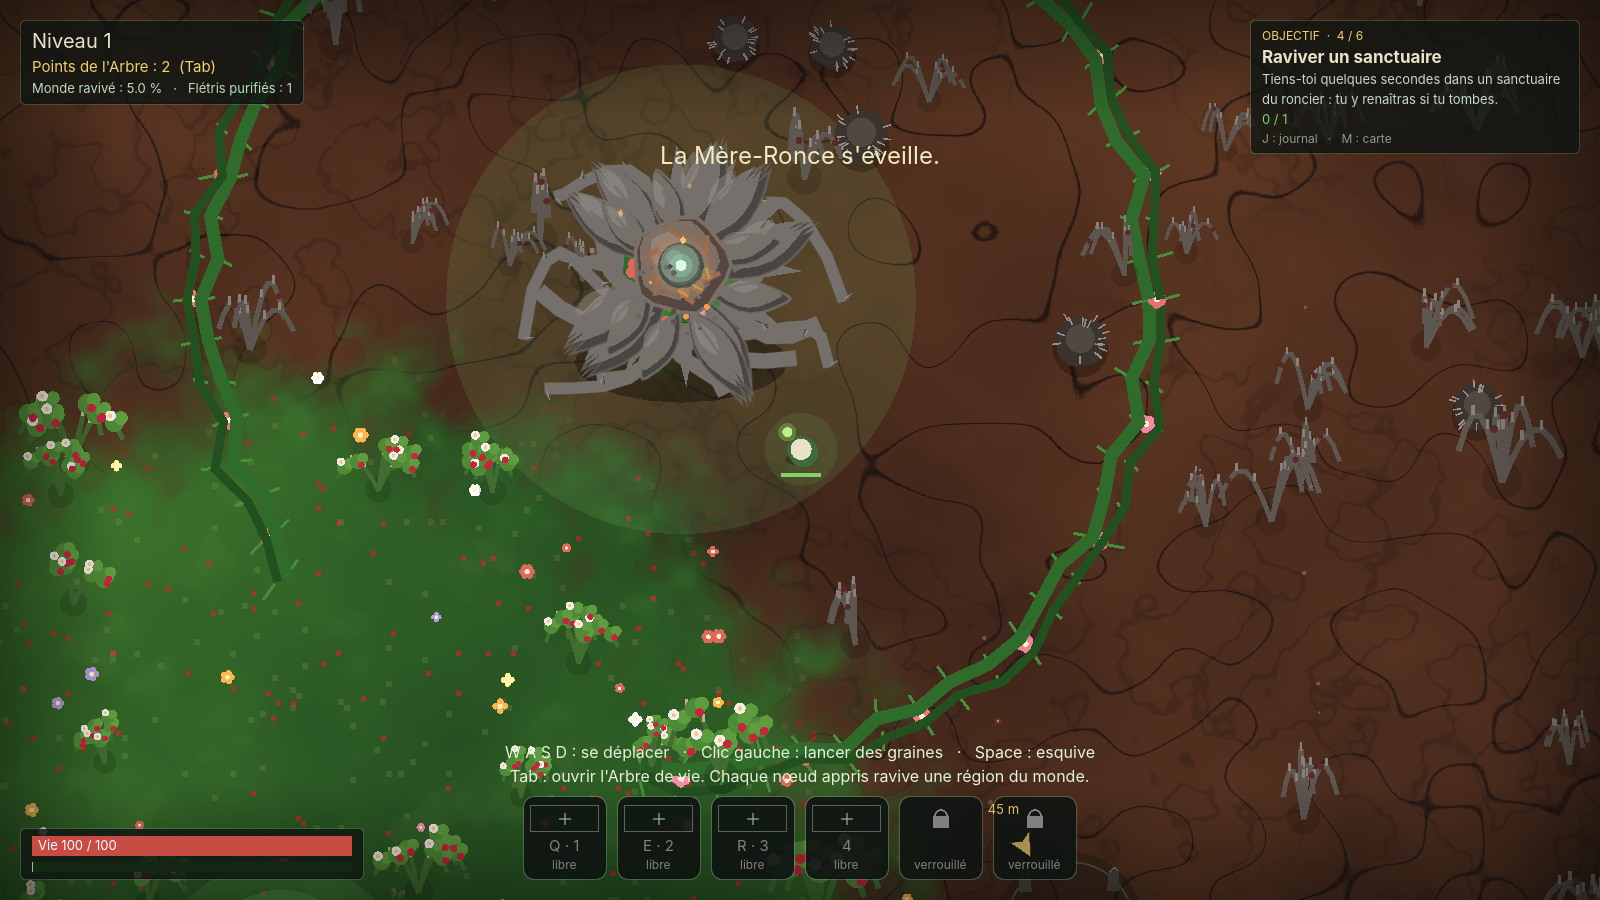 Niveau 1
Points de l'Arbre : 2 (Tab)
Monde ravivé : 5.0 % · Flétris purifiés : 1
OBJECTIF · 4 / 6
Raviver un sanctuaire
Tiens-toi quelques secondes dans un sanctuaire
du roncier : tu y renaîtras si tu tombes.
0 / 1
J : journal · M : carte
La Mère-Ronce s'éveille.
W A S D : se déplacer · Clic gauche : lancer des graines · Space : esquive
Tab : ouvrir l'Arbre de vie. Chaque nœud appris ravive une région du monde.
45 m
Q · 1
libre
E · 2
libre
R · 3
libre
4
libre
verrouillé
verrouillé
Vie 100 / 100